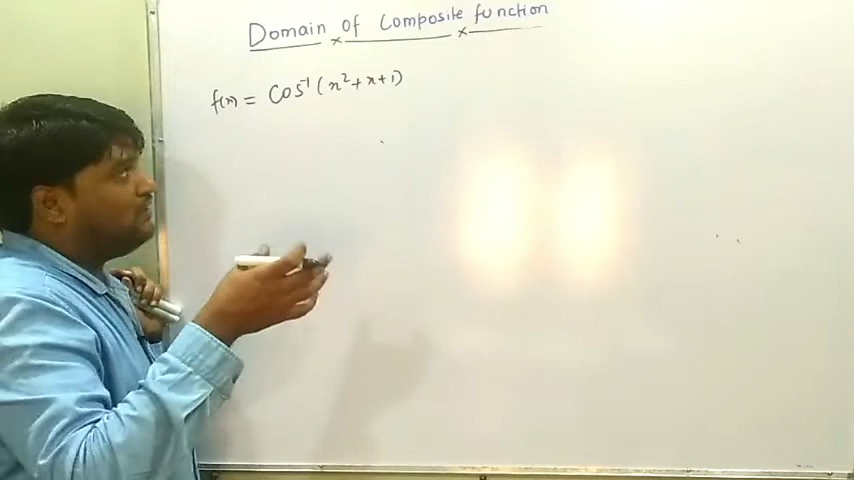 Domain of Composite function
f(x) = Cos⁻¹ (x² + x + 1)